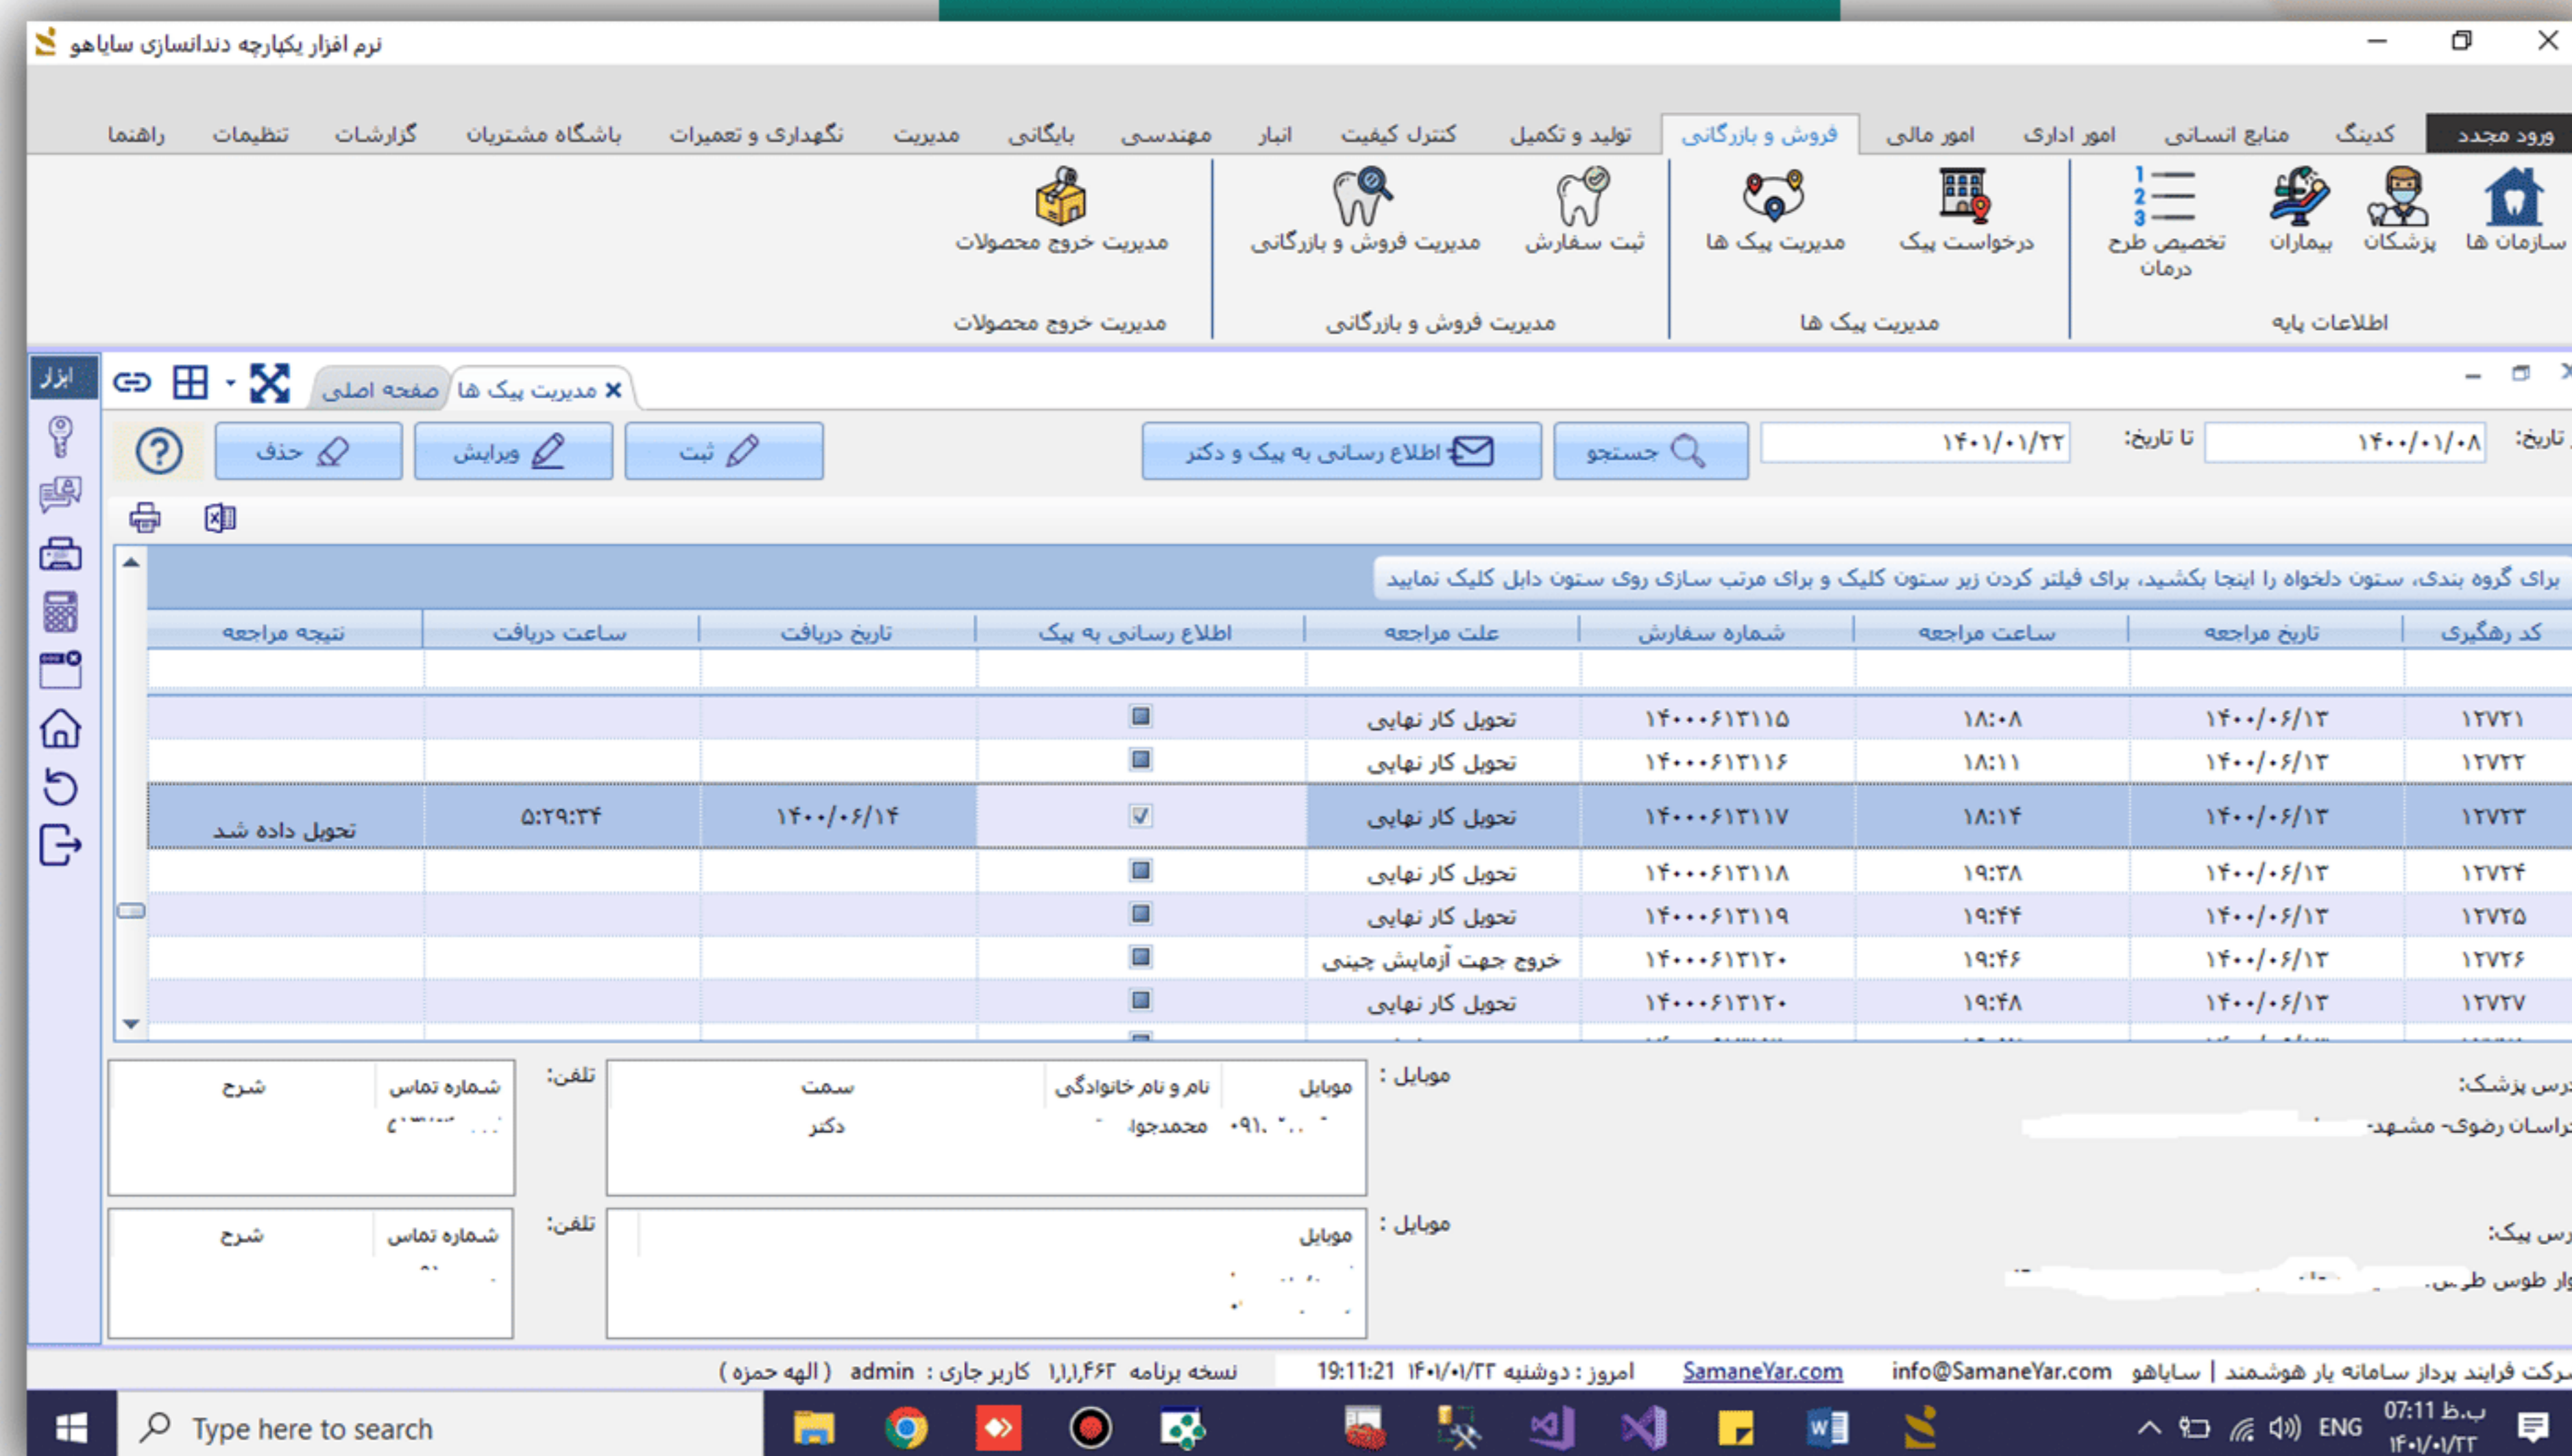 نرم افزار یکپارچه دندانسازی سایاهو
ورود مجدد کدینگ منابع انسانی امور اداری امور مالی فروش و بازرگانی تولید و تکمیل کنترل کیفیت انبار مهندسی بایگانی مدیریت نگهداری و تعمیرات باشگاه مشتریان گزارشات تنظیمات راهنما
سازمان ها پزشکان بیماران تخصیص طرح درمان درخواست پیک مدیریت پیک ها ثبت سفارش مدیریت فروش و بازرگانی مدیریت خروج محصولات
اطلاعات پایه مدیریت پیک ها مدیریت فروش و بازرگانی مدیریت خروج محصولات
مدیریت پیک ها صفحه اصلی ابزار
تاریخ: ۱۴۰۰/۰۱/۰۸ تا تاریخ: ۱۴۰۱/۰۱/۲۲ جستجو اطلاع رسانی به پیک و دکتر ثبت ویرایش حذف
برای گروه بندی، ستون دلخواه را اینجا بکشید، برای فیلتر کردن زیر ستون کلیک و برای مرتب سازی روی ستون دابل کلیک نمایید
کد رهگیری تاریخ مراجعه ساعت مراجعه شماره سفارش علت مراجعه اطلاع رسانی به پیک تاریخ دریافت ساعت دریافت نتیجه مراجعه
۱۲۷۲۱ ۱۴۰۰/۰۶/۱۳ ۱۸:۰۸ ۱۴۰۰۰۶۱۳۱۱۵ تحویل کار نهایی
۱۲۷۲۲ ۱۴۰۰/۰۶/۱۳ ۱۸:۱۱ ۱۴۰۰۰۶۱۳۱۱۶ تحویل کار نهایی
۱۲۷۲۳ ۱۴۰۰/۰۶/۱۳ ۱۸:۱۴ ۱۴۰۰۰۶۱۳۱۱۷ تحویل کار نهایی ۱۴۰۰/۰۶/۱۴ ۵:۲۹:۳۴ تحویل داده شد
۱۲۷۲۴ ۱۴۰۰/۰۶/۱۳ ۱۹:۳۸ ۱۴۰۰۰۶۱۳۱۱۸ تحویل کار نهایی
۱۲۷۲۵ ۱۴۰۰/۰۶/۱۳ ۱۹:۴۴ ۱۴۰۰۰۶۱۳۱۱۹ تحویل کار نهایی
۱۲۷۲۶ ۱۴۰۰/۰۶/۱۳ ۱۹:۴۶ ۱۴۰۰۰۶۱۳۱۲۰ خروج جهت آزمایش چینی
۱۲۷۲۷ ۱۴۰۰/۰۶/۱۳ ۱۹:۴۸ ۱۴۰۰۰۶۱۳۱۲۰ تحویل کار نهایی
پزشک: موبایل : موبایل نام و نام خانوادگی سمت تلفن: شماره تماس شرح
رضوی- مشهد- دکتر
پیک: موبایل : موبایل تلفن: شماره تماس شرح
طوس
فرایند پرداز سامانه یار هوشمند | سایاهو info@SamaneYar.com SamaneYar.com امروز : دوشنبه ۱۴۰۱/۰۱/۲۲ 19:11:21 نسخه برنامه ۱,۱,۱,۴۶۲ کاربر جاری : admin ( الهه حمزه )
Type here to search ENG 07:11 ب.ظ
۱۴۰۱/۰۱/۲۲